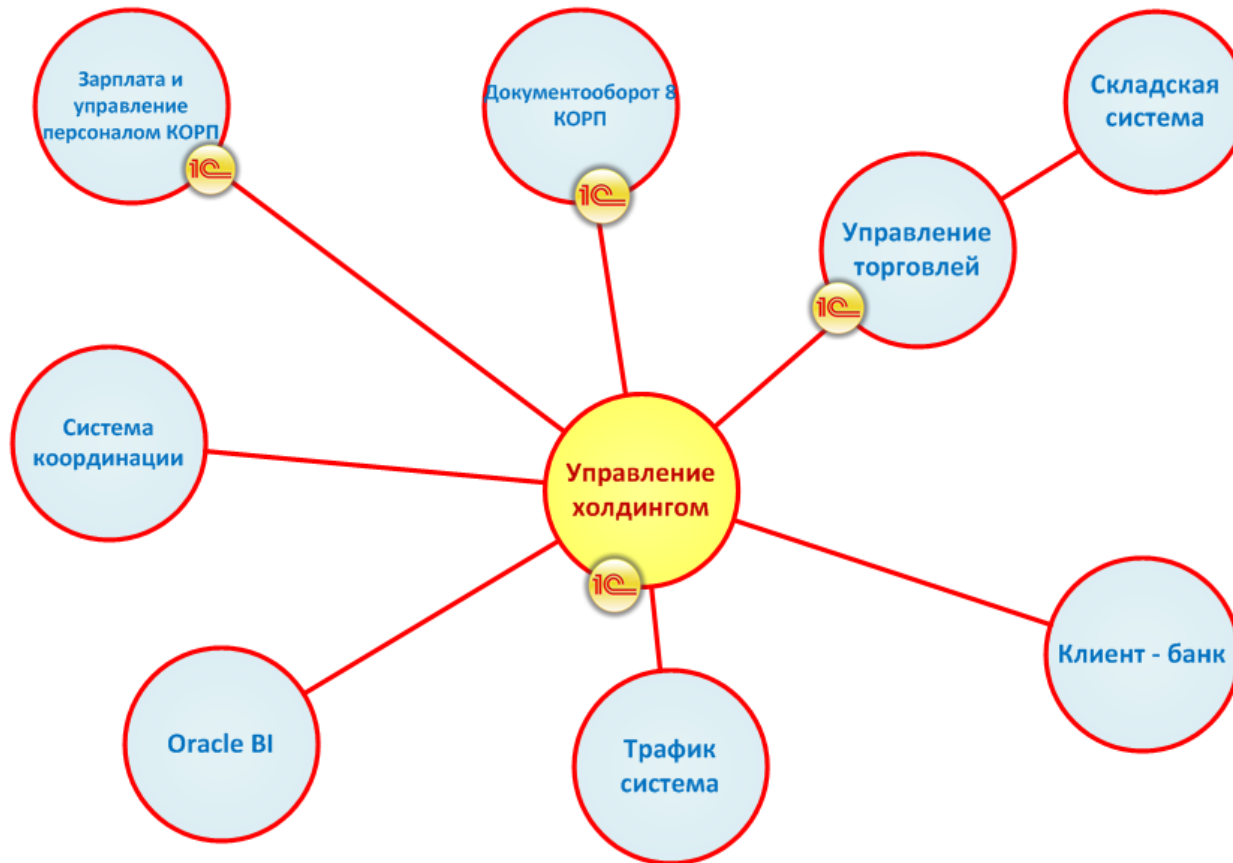 Зарплата и
управление
персоналом КОРП
1С
Документооборот 8
КОРП
1С
Складская
система
Управление
торговлей
1С
Система
координации
Управление
холдингом
1С
Клиент - банк
Oracle BI
Трафик
система